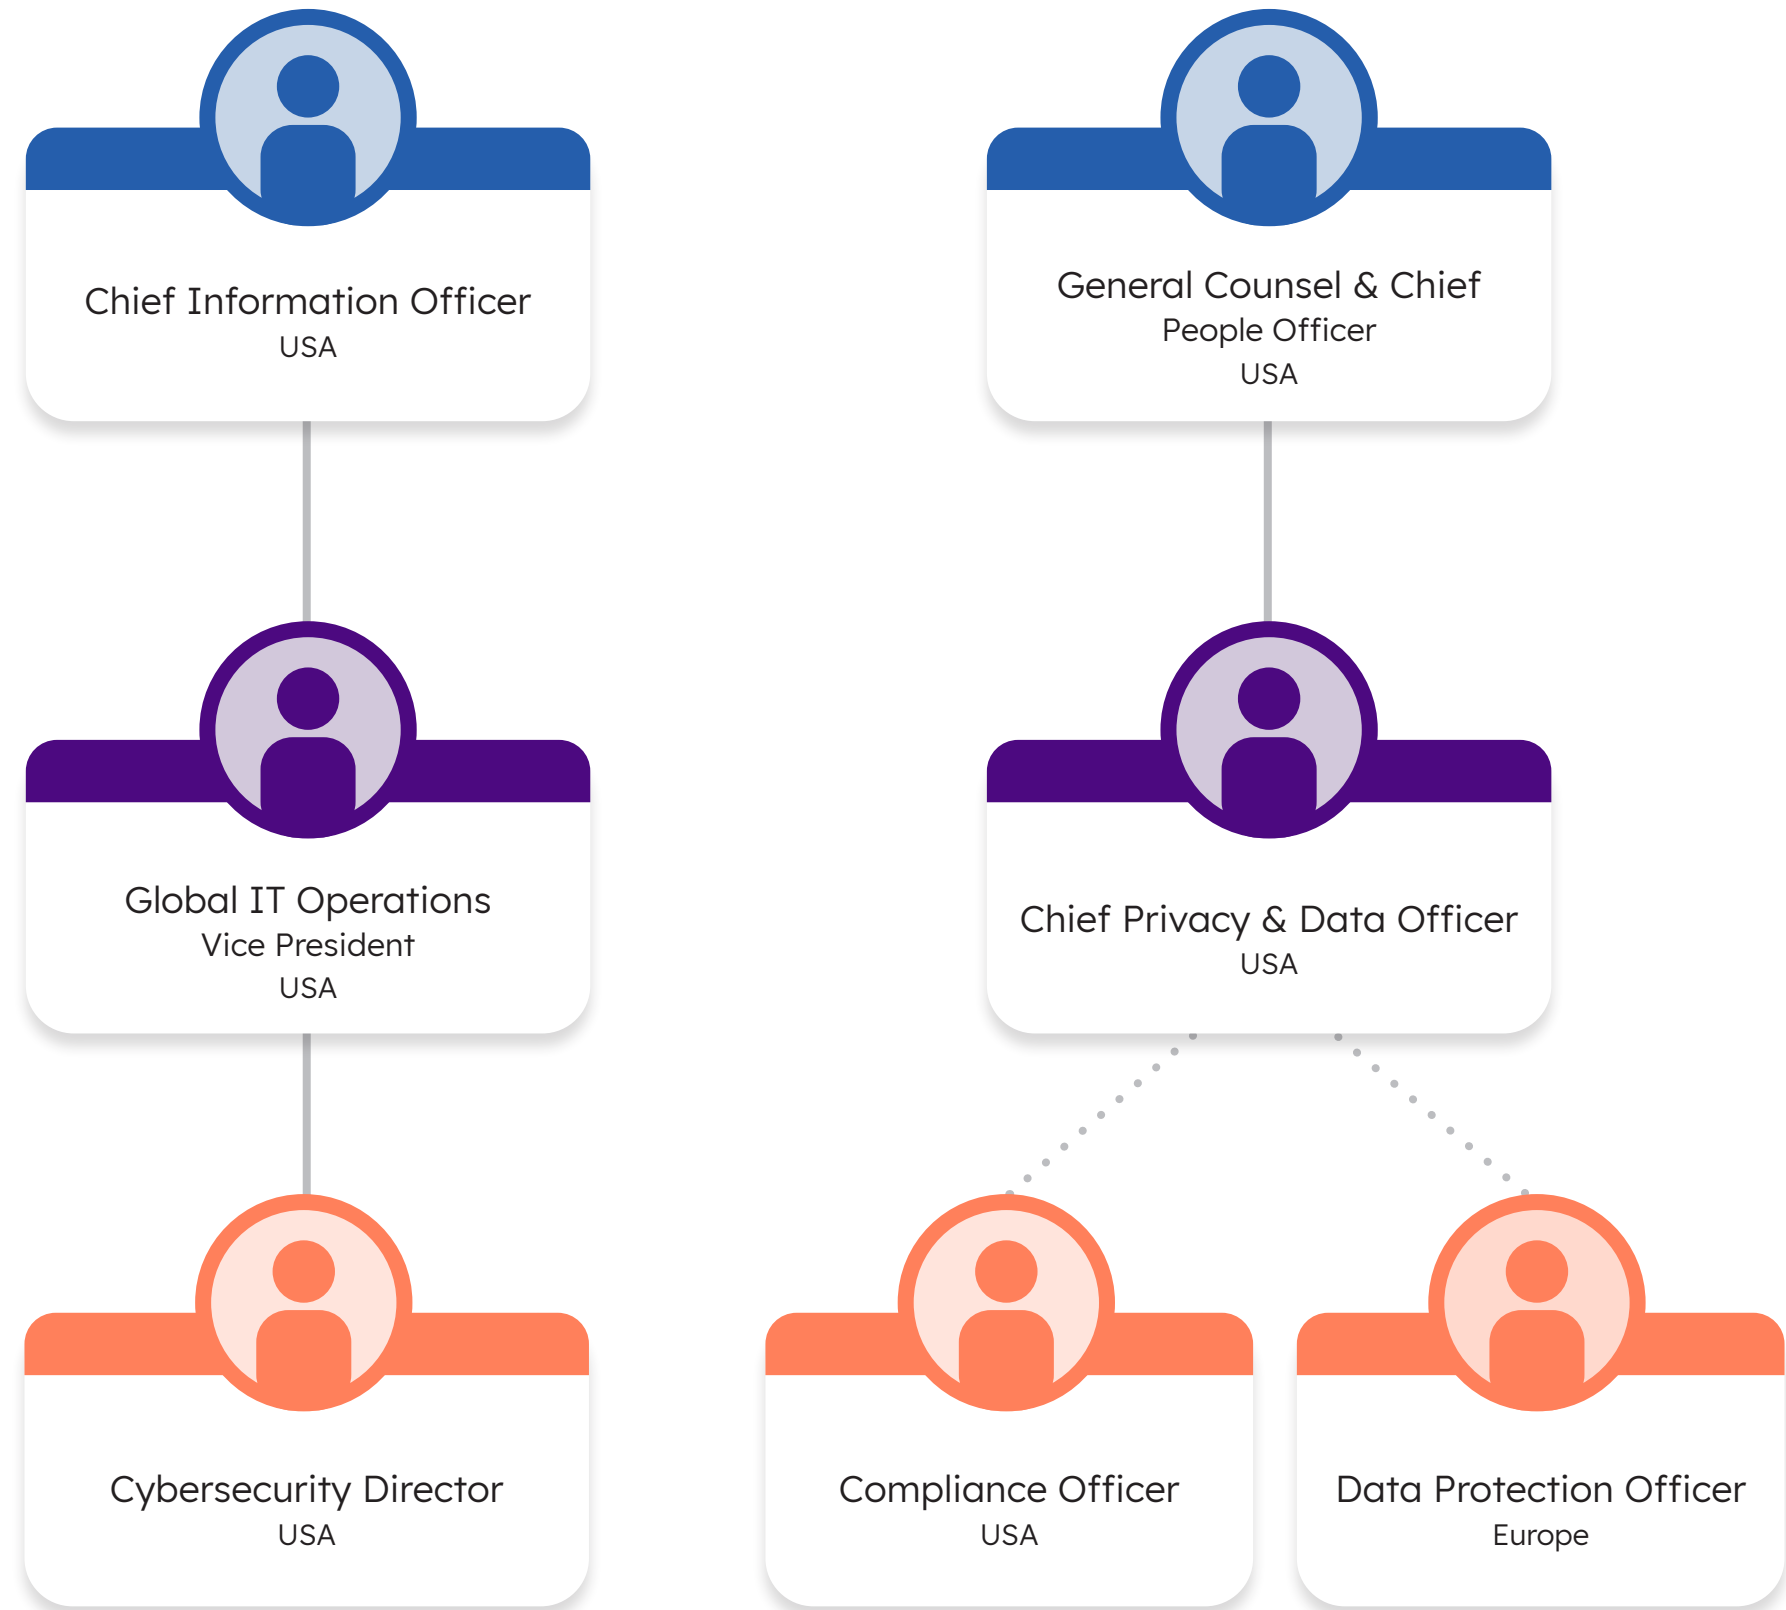 Chief Information Officer
USA
General Counsel & Chief
People Officer
USA
Global IT Operations
Vice President
USA
Chief Privacy & Data Officer
USA
Cybersecurity Director
USA
Compliance Officer
USA
Data Protection Officer
Europe